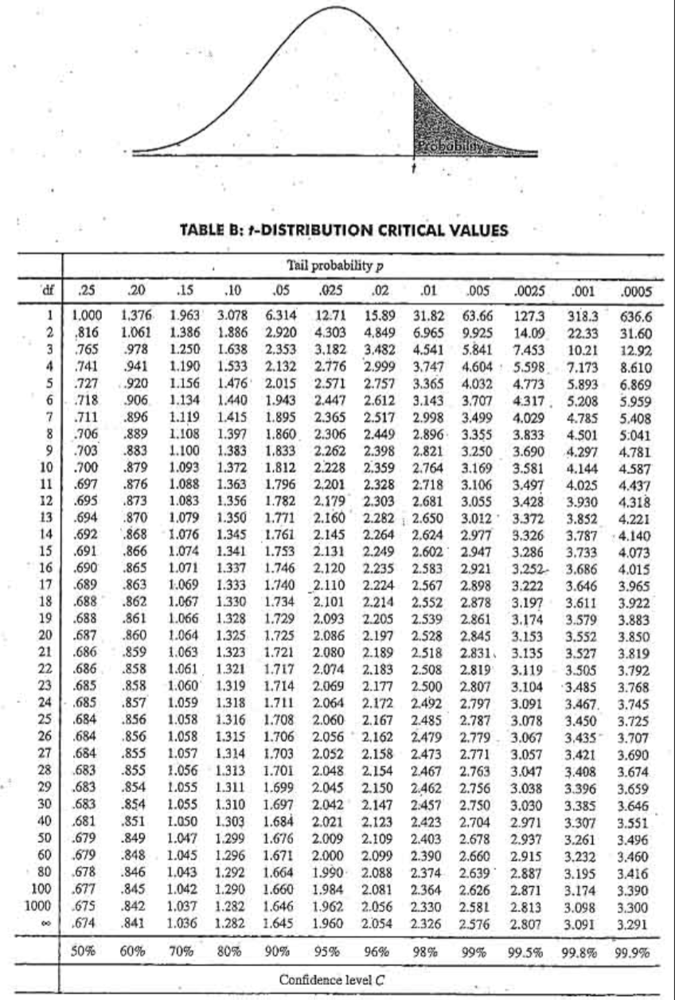 Probability
t
TABLE B: t-DISTRIBUTION CRITICAL VALUES
Tail probability p
df .25 .20 .15 .10 .05 .025 .02 .01 .005 .0025 .001 .0005
1 1.000 1.376 1.963 3.078 6.314 12.71 15.89 31.82 63.66 127.3 318.3 636.6
2 .816 1.061 1.386 1.886 2.920 4.303 4.849 6.965 9.925 14.09 22.33 31.60
3 .765 .978 1.250 1.638 2.353 3.182 3.482 4.541 5.841 7.453 10.21 12.92
4 .741 .941 1.190 1.533 2.132 2.776 2.999 3.747 4.604 5.598 7.173 8.610
5 .727 .920 1.156 1.476 2.015 2.571 2.757 3.365 4.032 4.773 5.893 6.869
6 .718 .906 1.134 1.440 1.943 2.447 2.612 3.143 3.707 4.317 5.208 5.959
7 .711 .896 1.119 1.415 1.895 2.365 2.517 2.998 3.499 4.029 4.785 5.408
8 .706 .889 1.108 1.397 1.860 2.306 2.449 2.896 3.355 3.833 4.501 5.041
9 .703 .883 1.100 1.383 1.833 2.262 2.398 2.821 3.250 3.690 4.297 4.781
10 .700 .879 1.093 1.372 1.812 2.228 2.359 2.764 3.169 3.581 4.144 4.587
11 .697 .876 1.088 1.363 1.796 2.201 2.328 2.718 3.106 3.497 4.025 4.437
12 .695 .873 1.083 1.356 1.782 2.179 2.303 2.681 3.055 3.428 3.930 4.318
13 .694 .870 1.079 1.350 1.771 2.160 2.282 2.650 3.012 3.372 3.852 4.221
14 .692 .868 1.076 1.345 1.761 2.145 2.264 2.624 2.977 3.326 3.787 4.140
15 .691 .866 1.074 1.341 1.753 2.131 2.249 2.602 2.947 3.286 3.733 4.073
16 .690 .865 1.071 1.337 1.746 2.120 2.235 2.583 2.921 3.252 3.686 4.015
17 .689 .863 1.069 1.333 1.740 2.110 2.224 2.567 2.898 3.222 3.646 3.965
18 .688 .862 1.067 1.330 1.734 2.101 2.214 2.552 2.878 3.197 3.611 3.922
19 .688 .861 1.066 1.328 1.729 2.093 2.205 2.539 2.861 3.174 3.579 3.883
20 .687 .860 1.064 1.325 1.725 2.086 2.197 2.528 2.845 3.153 3.552 3.850
21 .686 .859 1.063 1.323 1.721 2.080 2.189 2.518 2.831 3.135 3.527 3.819
22 .686 .858 1.061 1.321 1.717 2.074 2.183 2.508 2.819 3.119 3.505 3.792
23 .685 .858 1.060 1.319 1.714 2.069 2.177 2.500 2.807 3.104 3.485 3.768
24 .685 .857 1.059 1.318 1.711 2.064 2.172 2.492 2.797 3.091 3.467 3.745
25 .684 .856 1.058 1.316 1.708 2.060 2.167 2.485 2.787 3.078 3.450 3.725
26 .684 .856 1.058 1.315 1.706 2.056 2.162 2.479 2.779 3.067 3.435 3.707
27 .684 .855 1.057 1.314 1.703 2.052 2.158 2.473 2.771 3.057 3.421 3.690
28 .683 .855 1.056 1.313 1.701 2.048 2.154 2.467 2.763 3.047 3.408 3.674
29 .683 .854 1.055 1.311 1.699 2.045 2.150 2.462 2.756 3.038 3.396 3.659
30 .683 .854 1.055 1.310 1.697 2.042 2.147 2.457 2.750 3.030 3.385 3.646
40 .681 .851 1.050 1.303 1.684 2.021 2.123 2.423 2.704 2.971 3.307 3.551
50 .679 .849 1.047 1.299 1.676 2.009 2.109 2.403 2.678 2.937 3.261 3.496
60 .679 .848 1.045 1.296 1.671 2.000 2.099 2.390 2.660 2.915 3.232 3.460
80 .678 .846 1.043 1.292 1.664 1.990 2.088 2.374 2.639 2.887 3.195 3.416
100 .677 .845 1.042 1.290 1.660 1.984 2.081 2.364 2.626 2.871 3.174 3.390
1000 .675 .842 1.037 1.282 1.646 1.962 2.056 2.330 2.581 2.813 3.098 3.300
∞ .674 .841 1.036 1.282 1.645 1.960 2.054 2.326 2.576 2.807 3.091 3.291
50% 60% 70% 80% 90% 95% 96% 98% 99% 99.5% 99.8% 99.9%
Confidence level C